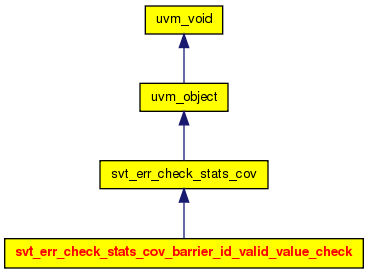 uvm_void
uvm_object
svt_err_check_stats_cov
svt_err_check_stats_cov_barrier_id_valid_value_check